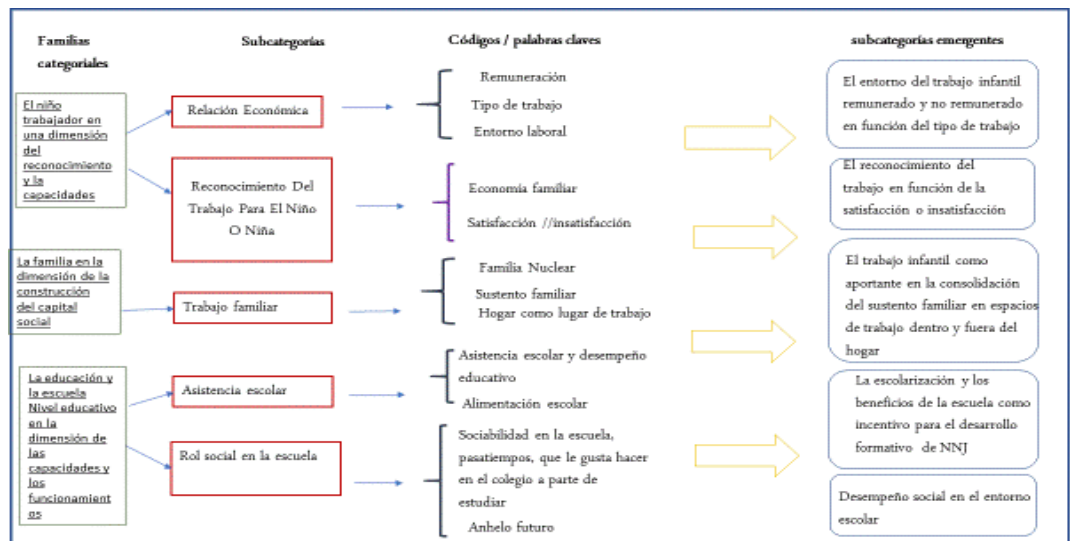 Familias
categoriales
Subcategorías
Códigos / palabras claves
subcategorías emergentes
El niño
trabajador en
una dimensión
del
reconocimiento
y la
capacidades
Relación Económica
Remuneración
Tipo de trabajo
Entorno laboral
El entorno del trabajo infantil
remunerado y no remunerado
en función del tipo de trabajo
Reconocimiento Del
Trabajo Para El Niño
O Niña
Economía familiar
Satisfacción //insatisfacción
El reconocimiento del
trabajo en función de la
satisfacción o insatisfacción
La familia en la
dimensión de la
construcción
del capital
social
Trabajo familiar
Familia Nuclear
Sustento familiar
Hogar como lugar de trabajo
El trabajo infantil como
aportante en la consolidación
del sustento familiar en espacios
de trabajo dentro y fuera del
hogar
La educación y
la escuela
Nivel educativo
en la
dimensión de
las
capacidades y
los
funcionamient
os
Asistencia escolar
Asistencia escolar y desempeño
educativo
Alimentación escolar
La escolarización y los
beneficios de la escuela como
incentivo para el desarrollo
formativo de NNJ
Rol social en la escuela
Sociabilidad en la escuela,
pasatiempos, que le gusta hacer
en el colegio a parte de
estudiar
Anhelo futuro
Desempeño social en el entorno
escolar